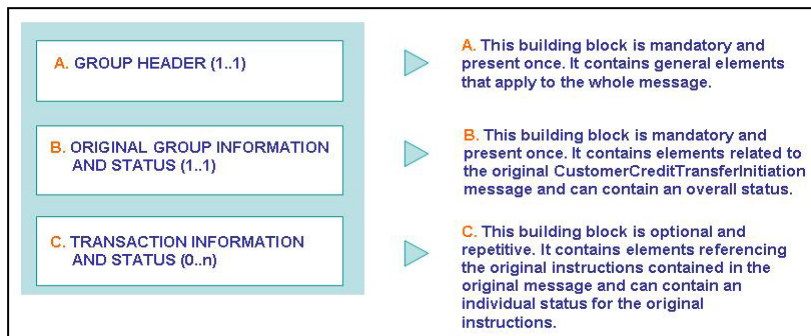 A. GROUP HEADER (1..1)
A. This building block is mandatory and
present once. It contains general elements
that apply to the whole message.
B. ORIGINAL GROUP INFORMATION
AND STATUS (1..1)
B. This building block is mandatory and
present once. It contains elements related to
the original CustomerCreditTransferInitiation
message and can contain an overall status.
C. TRANSACTION INFORMATION
AND STATUS (0..n)
C. This building block is optional and
repetitive. It contains elements referencing
the original instructions contained in the
original message and can contain an
individual status for the original
instructions.